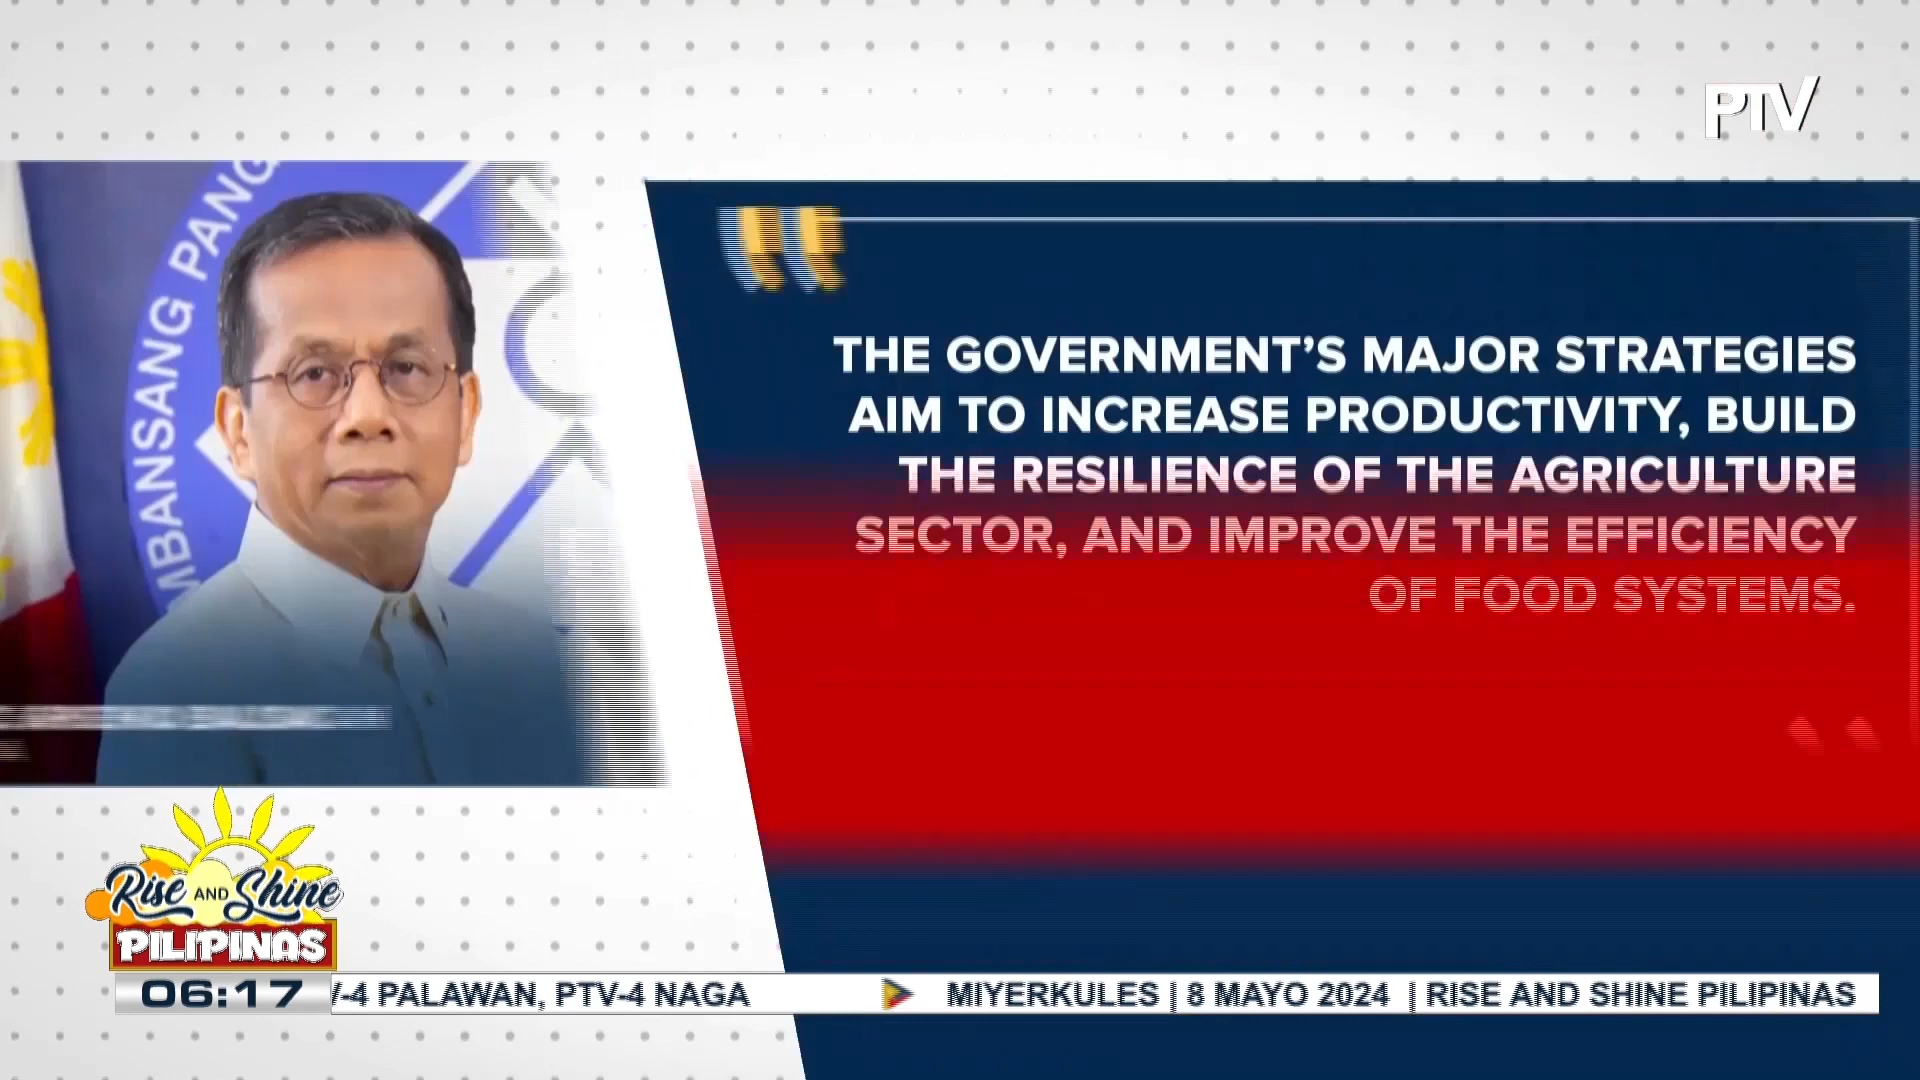 PTV
MBANSANG PANG
THE GOVERNMENT’S MAJOR STRATEGIES
AIM TO INCREASE PRODUCTIVITY, BUILD
THE RESILIENCE OF THE AGRICULTURE
SECTOR, AND IMPROVE THE EFFICIENCY
OF FOOD SYSTEMS.
Rise AND Shine
PILIPINAS
06:17
V-4 PALAWAN, PTV-4 NAGA MIYERKULES | 8 MAYO 2024 | RISE AND SHINE PILIPINAS